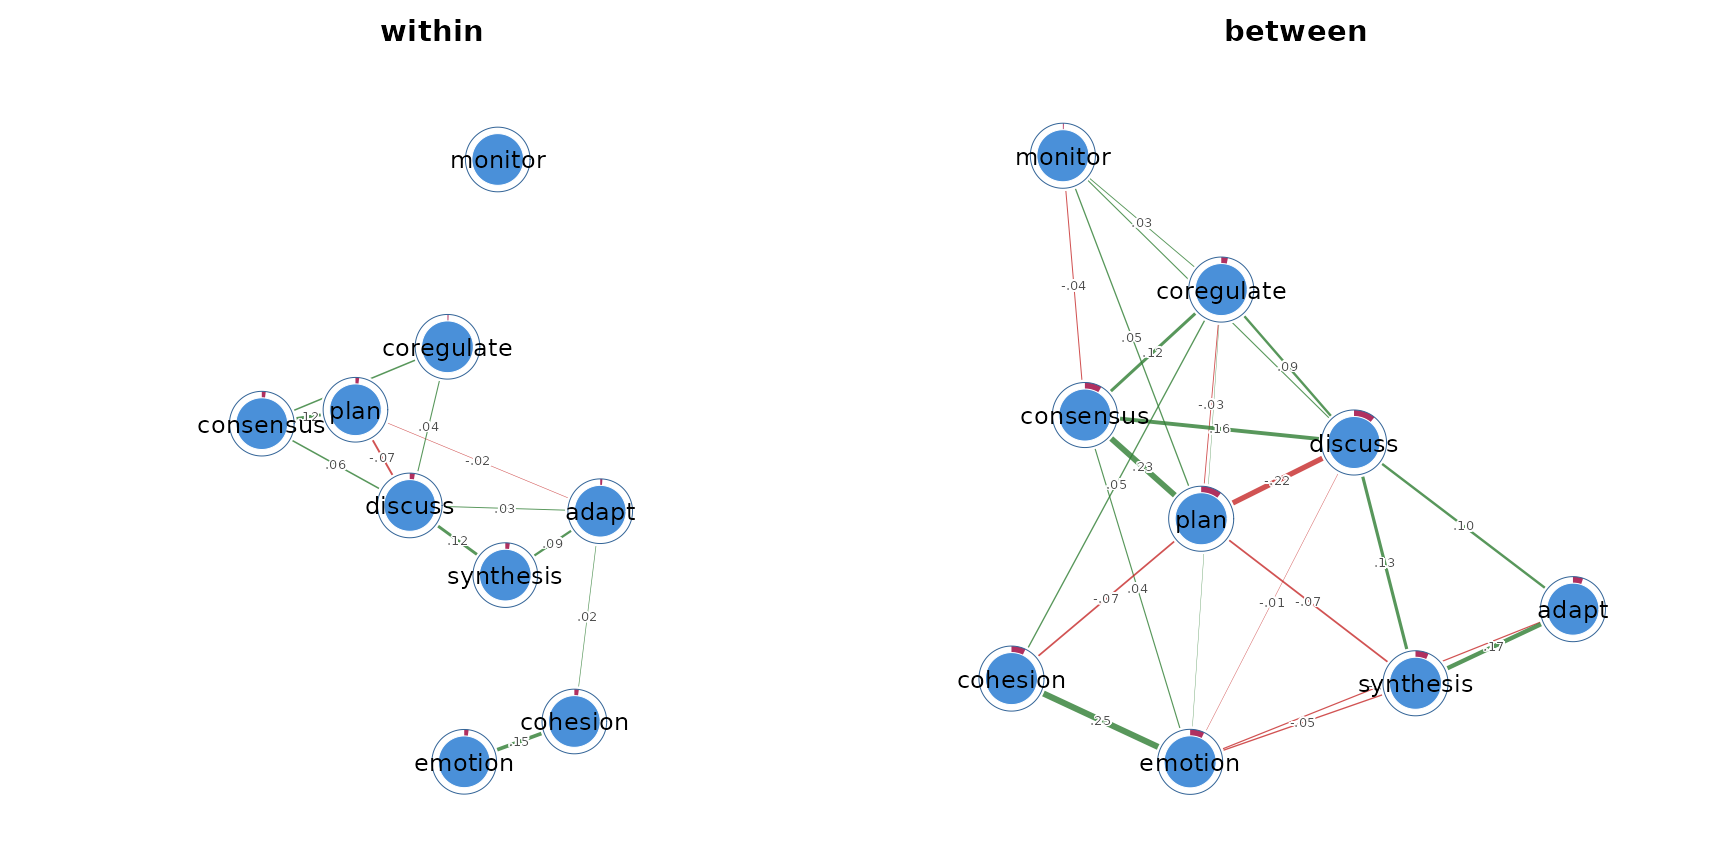 within
monitor
coregulate
plan
consensus
.12
.04
-.07
.06
-.02
discuss
.03
adapt
.12
.09
synthesis
.02
cohesion
.15
emotion
between
monitor
.03
coregulate
-.04
.05
.12
.09
-.03
consensus
.16
discuss
.23
-.22
.05
plan
.10
.13
-.07
.04
-.01
-.07
adapt
.17
cohesion
synthesis
.25
-.05
emotion